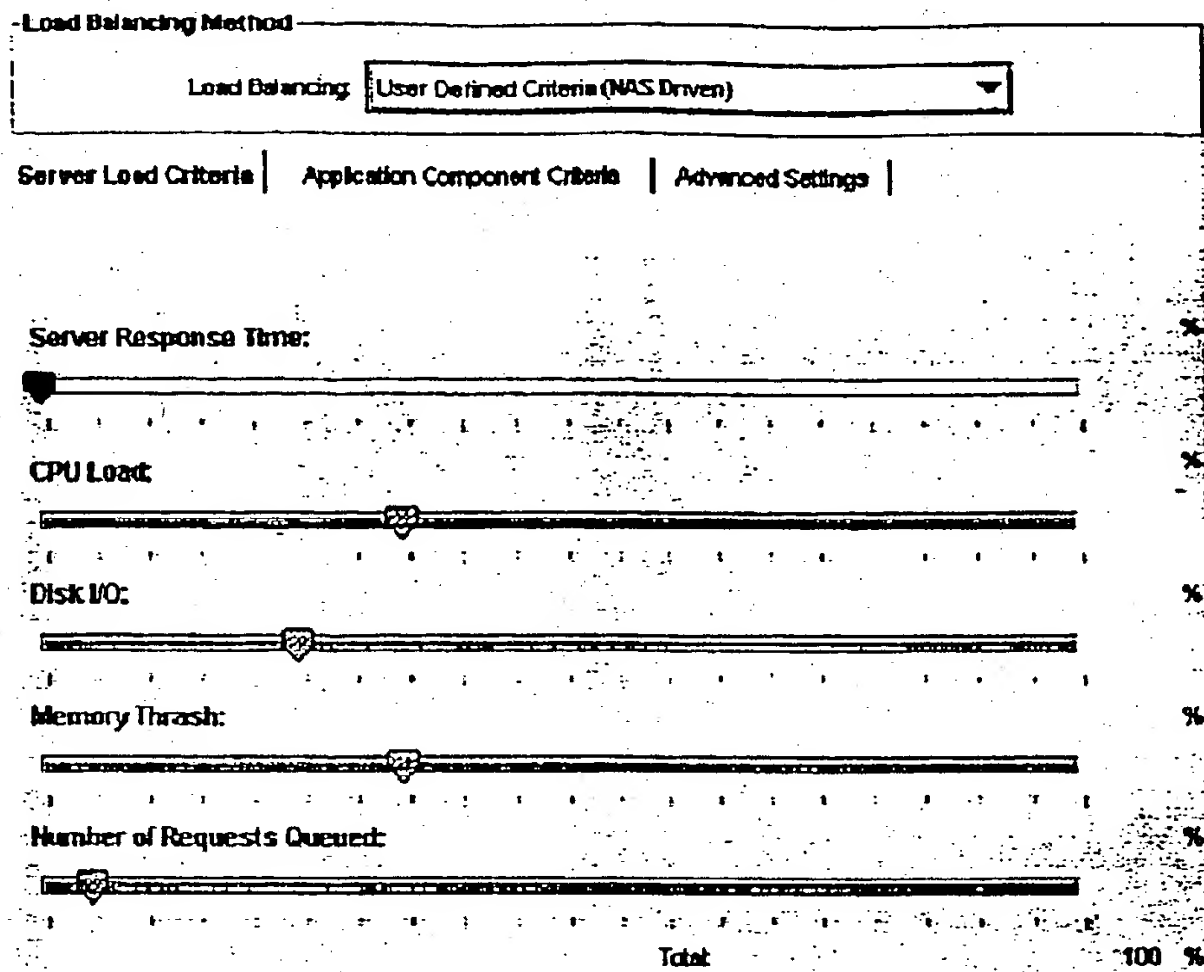 Load Balancing Method
Load Balancing: User Defined Criteria (NAS Driven)
Server Load Criteria | Application Component Criteria | Advanced Settings |
Server Response Time: %
CPU Load: %
Disk I/O: %
Memory Thrash: %
Number of Requests Queued: %
Total: 100 %